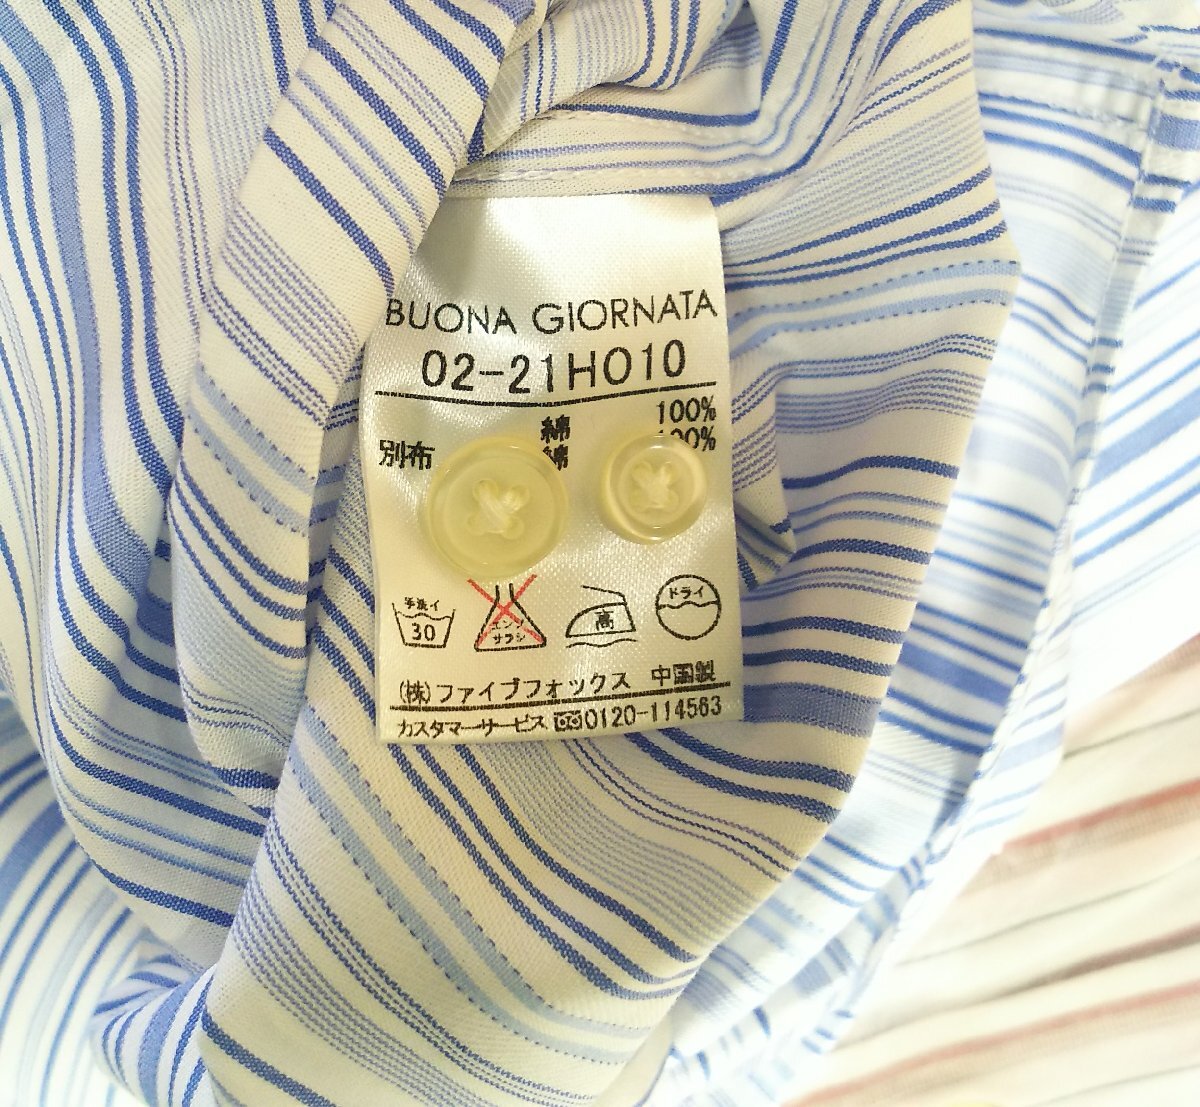 BUONA GIORNATA
02-21HO10
綿 100%
別布 綿 100%
手洗イ 30
エンソ サラシ
高
ドライ
(株)ファイブフォックス 中国製
カスタマーサービス 0120-114563